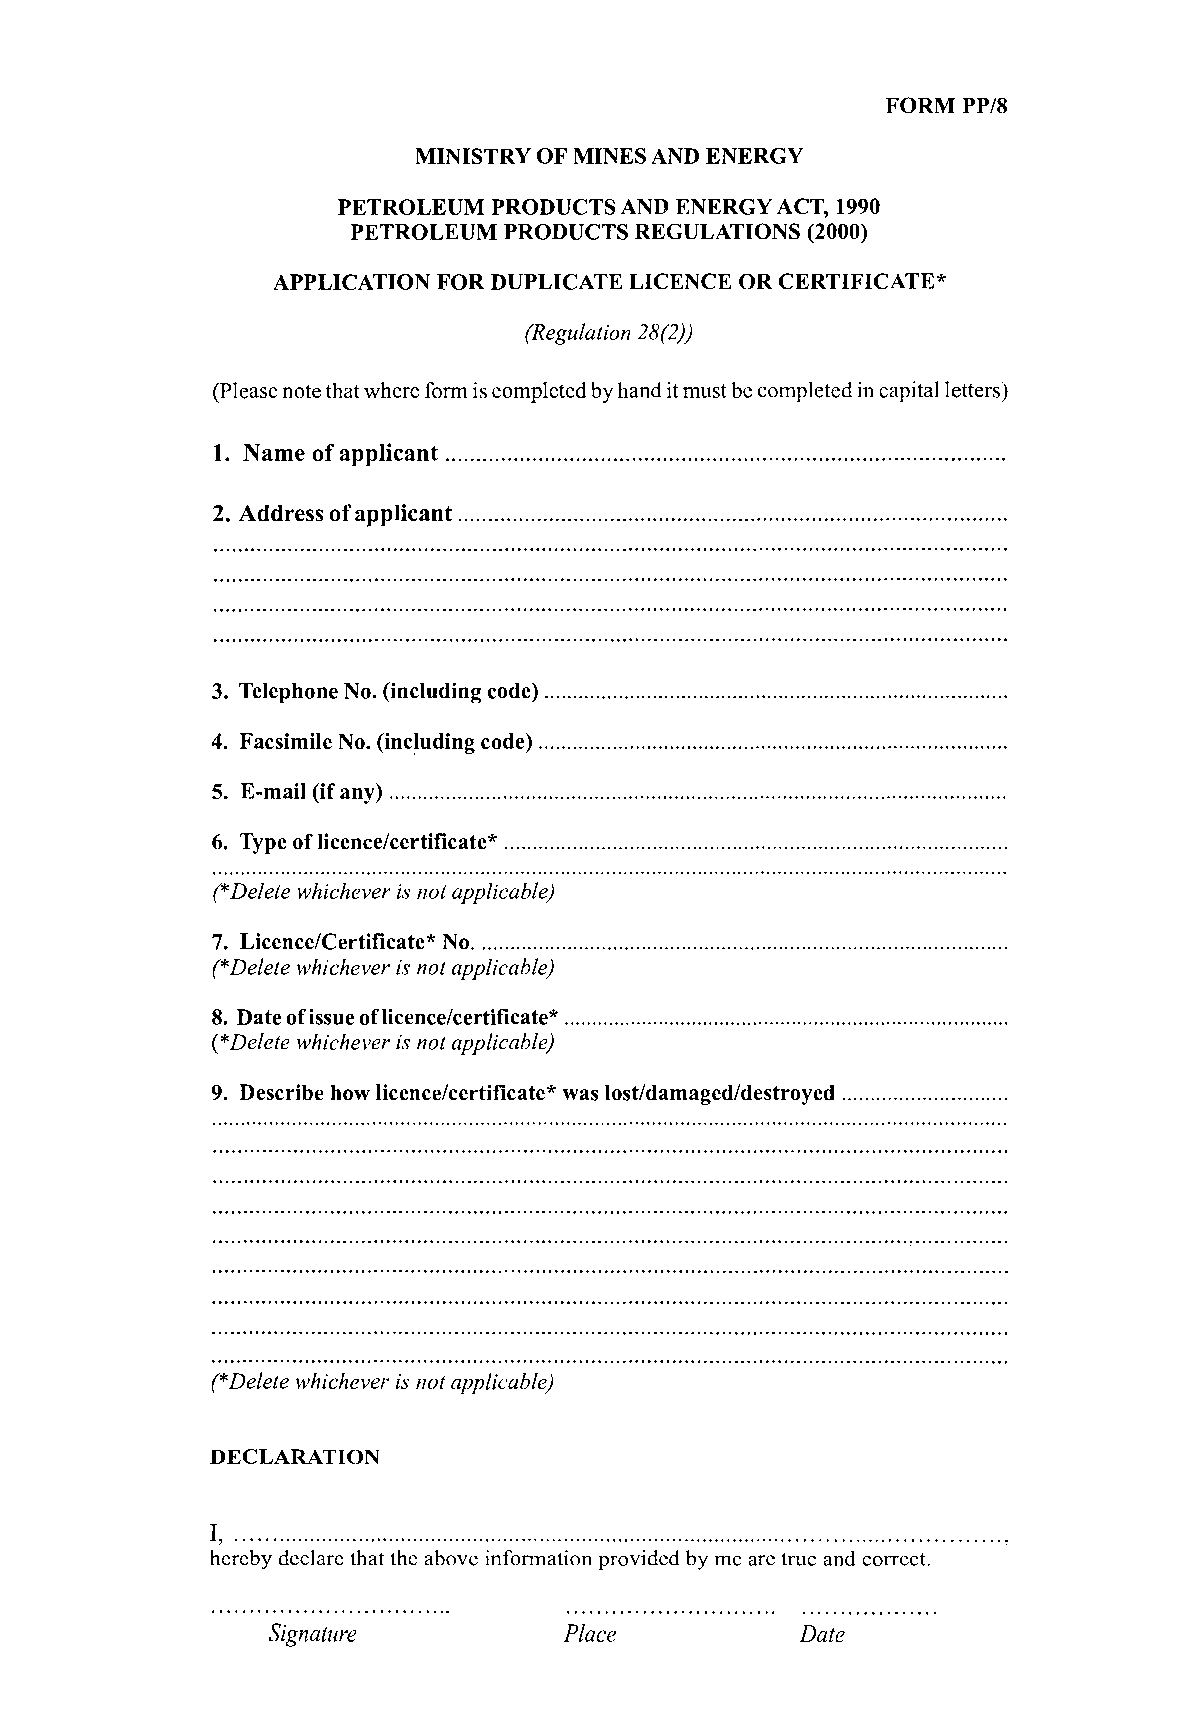 FORM PP/8
MINISTRY OF MINES AND ENERGY
PETROLEUM PRODUCTS AND ENERGY ACT, 1990
PETROLEUM PRODUCTS REGULATIONS (2000)
APPLICATION FOR DUPLICATE LICENCE OR CERTIFICATE*
(Regulation 28(2))
(Please note that where form is completed by hand it must be completed in capital letters)
1. Name of applicant ....................................................................................
2. Address of applicant ....................................................................................
....................................................................................
....................................................................................
....................................................................................
....................................................................................
3. Telephone No. (including code) ....................................................................................
4. Facsimile No. (including code) ....................................................................................
5. E-mail (if any) ....................................................................................
6. Type of licence/certificate* ....................................................................................
....................................................................................
(*Delete whichever is not applicable)
7. Licence/Certificate* No. ....................................................................................
(*Delete whichever is not applicable)
8. Date of issue of licence/certificate* ....................................................................................
(*Delete whichever is not applicable)
9. Describe how licence/certificate* was lost/damaged/destroyed .............................
....................................................................................
....................................................................................
....................................................................................
....................................................................................
....................................................................................
....................................................................................
....................................................................................
....................................................................................
....................................................................................
(*Delete whichever is not applicable)
DECLARATION
I, ....................................................................................,
hereby declare that the above information provided by me are true and correct.
................................ ............................ ..................
Signature Place Date